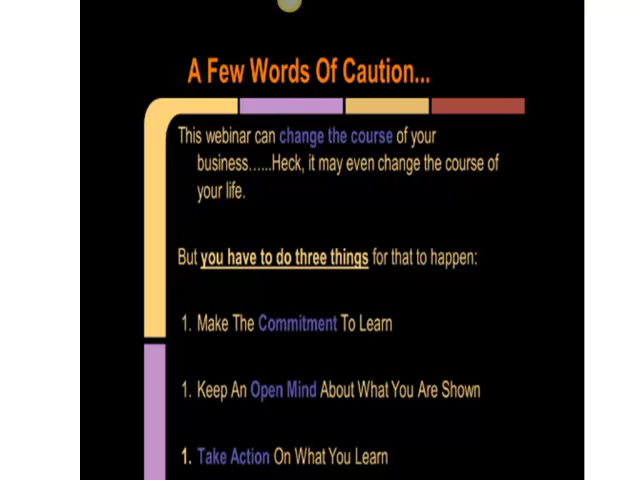 A Few Words Of Caution...
This webinar can change the course of your
business......Heck, it may even change the course of
your life.
But you have to do three things for that to happen:
1. Make The Commitment To Learn
1. Keep An Open Mind About What You Are Shown
1. Take Action On What You Learn